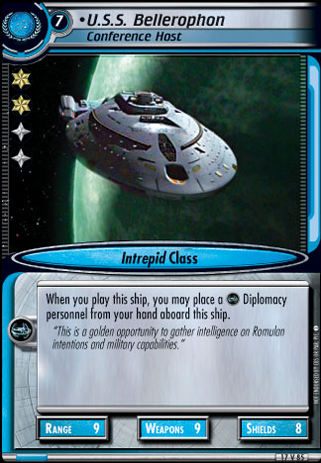 7
•U.S.S. Bellerophon
Conference Host
Intrepid Class
When you play this ship, you may place a Diplomacy
personnel from your hand aboard this ship.
"This is a golden opportunity to gather intelligence on Romulan
intentions and military capabilities."
RANGE 9 WEAPONS 9 SHIELDS 8
17 V 85